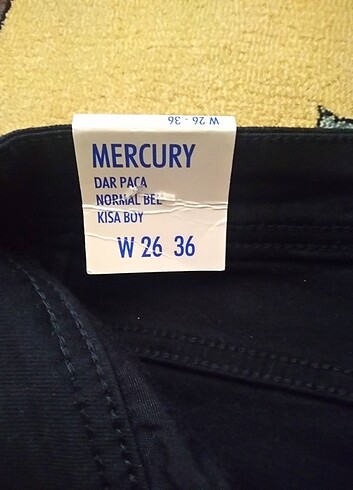 W 26 - 36
MERCURY
DAR PAÇA
NORMAL BEL
KISA BOY
W 26 36